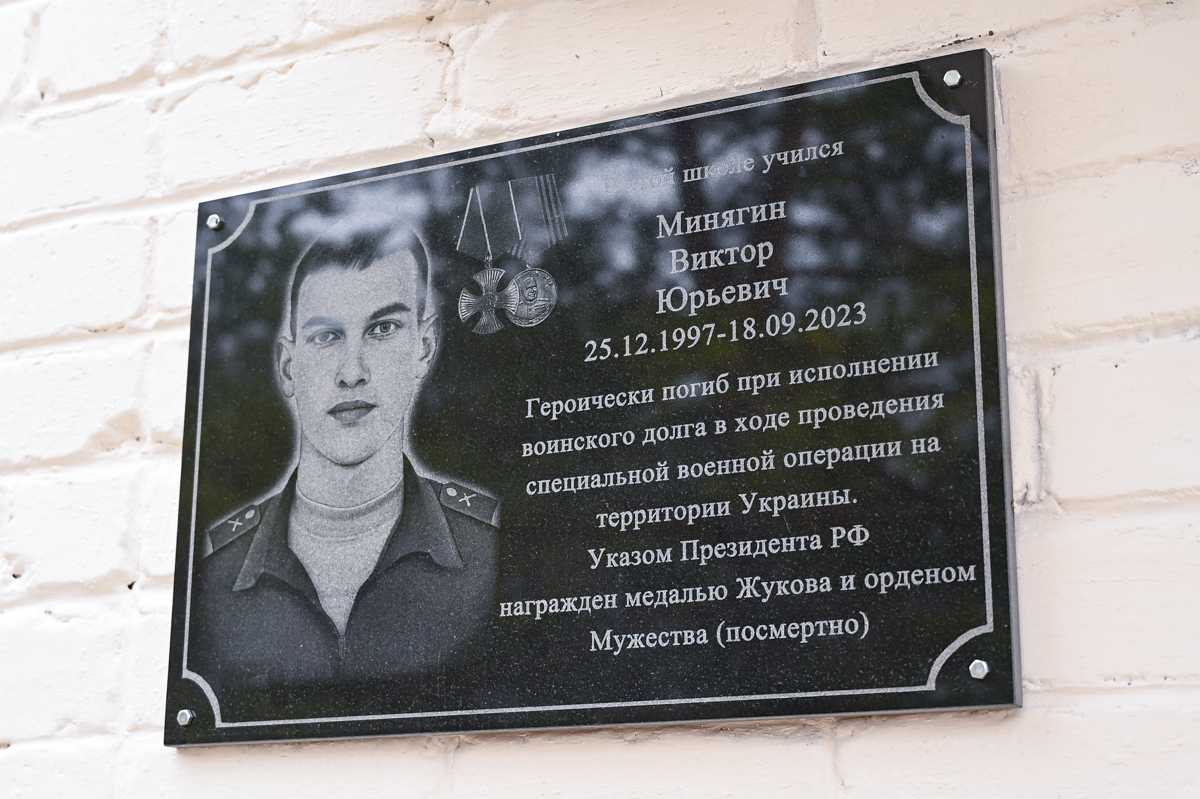 В этой школе учился
Минягин
Виктор
Юрьевич
25.12.1997-18.09.2023
Героически погиб при исполнении
воинского долга в ходе проведения
специальной военной операции на
территории Украины.
Указом Президента РФ
награжден медалью Жукова и орденом
Мужества (посмертно)